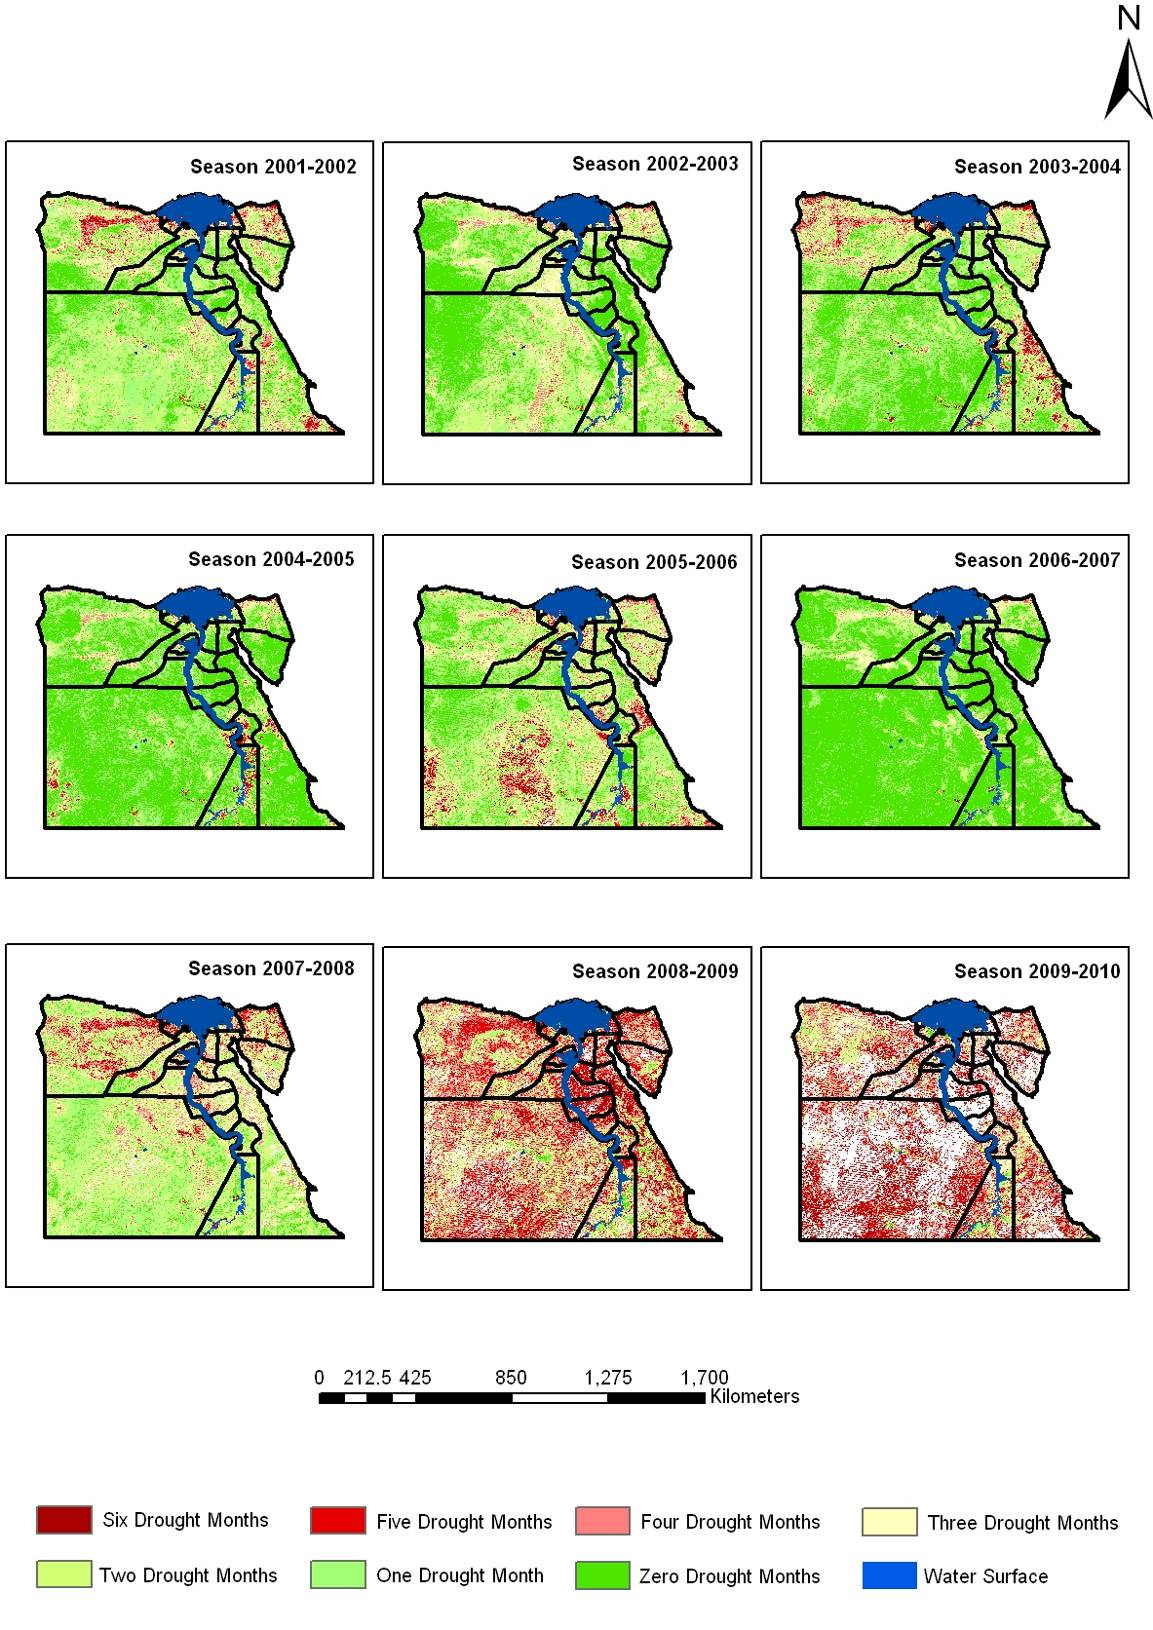 N
Season 2001-2002
Season 2002-2003
Season 2003-2004
Season 2004-2005
Season 2005-2006
Season 2006-2007
Season 2007-2008
Season 2008-2009
Season 2009-2010
0 212.5 425 850 1,275 1,700
Kilometers
Six Drought Months Five Drought Months Four Drought Months Three Drought Months
Two Drought Months One Drought Month Zero Drought Months Water Surface